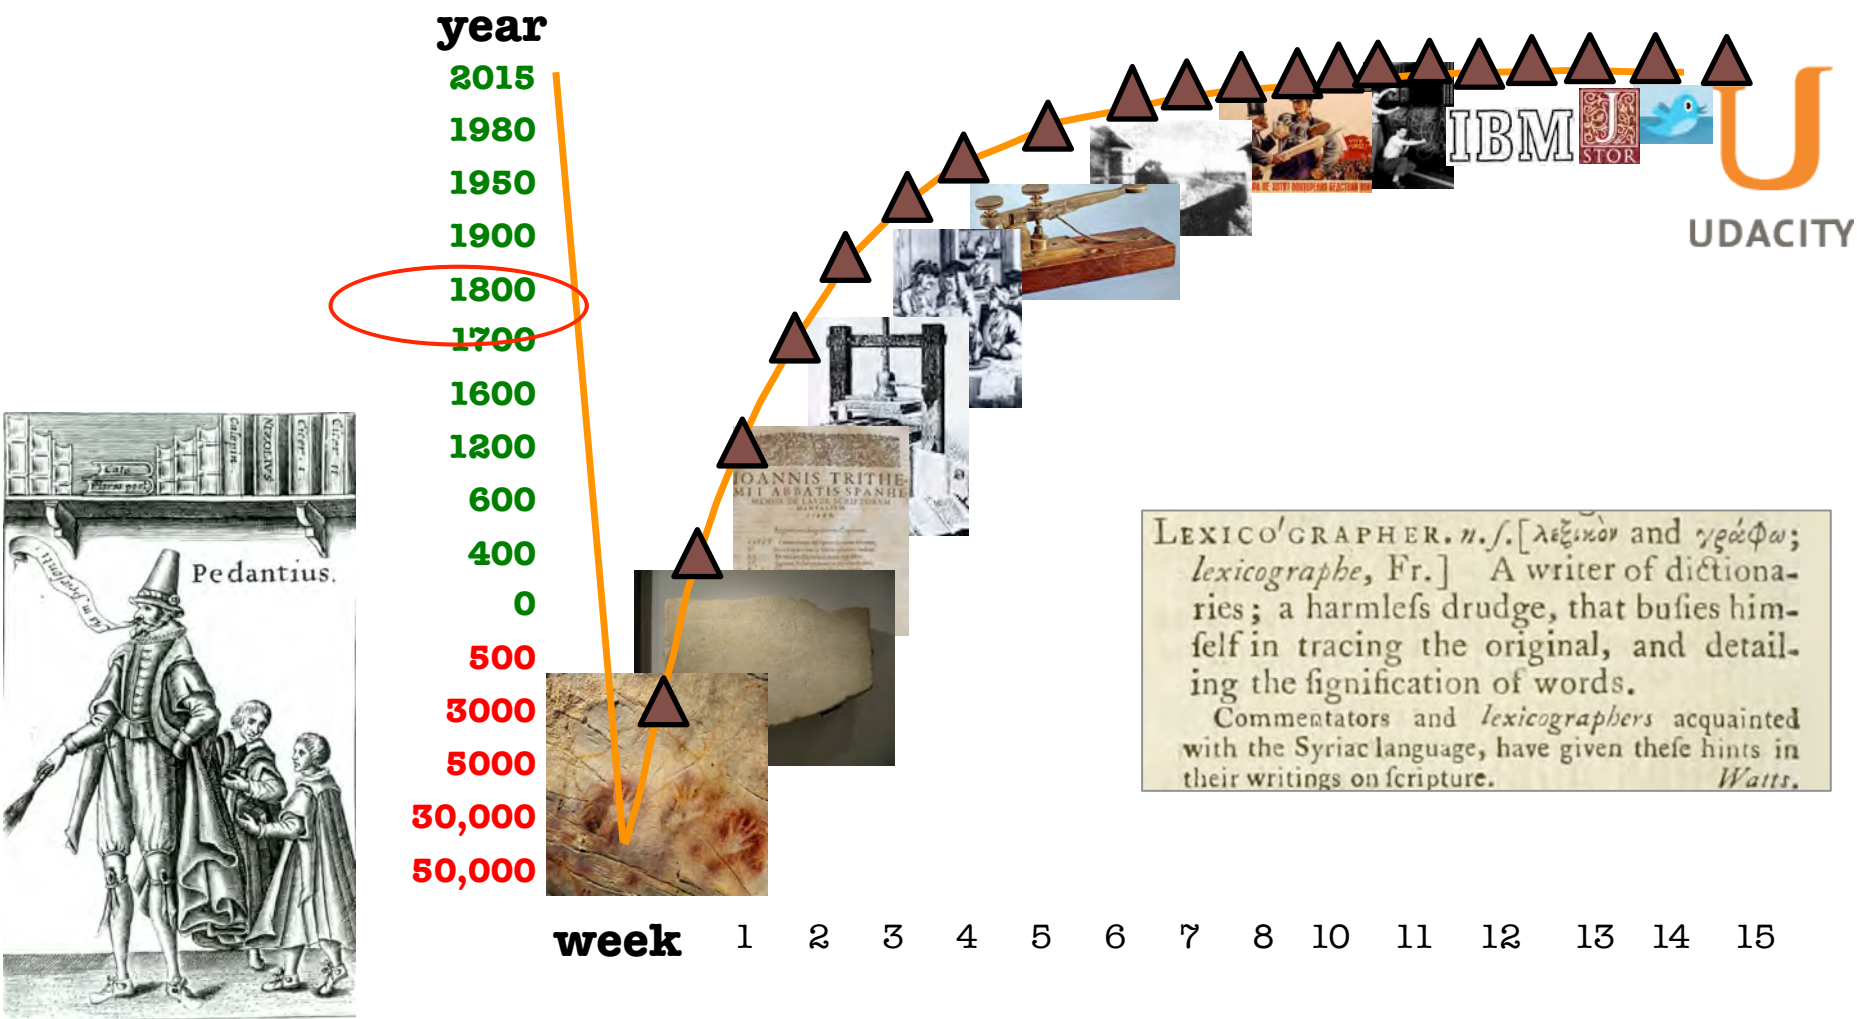 year
2015
1980
1950
1900
1800
1700
1600
1200
600
400
0
500
3000
5000
30,000
50,000
week 1 2 3 4 5 6 7 8 10 11 12 13 14 15
Pedantius.
IOANNIS TRITHE-
MII ABBATIS SPANHE-
IBM
J
STOR
U
UDACITY
LEXICO'GRAPHER. n. ſ. [λεξικὸν and γράφω;
lexicographe, Fr.] A writer of dictiona-
ries; a harmleſs drudge, that buſies him-
ſelf in tracing the original, and detail-
ing the ſignification of words.
Commentators and lexicographers acquainted
with the Syriac language, have given theſe hints in
their writings on ſcripture. Watts.